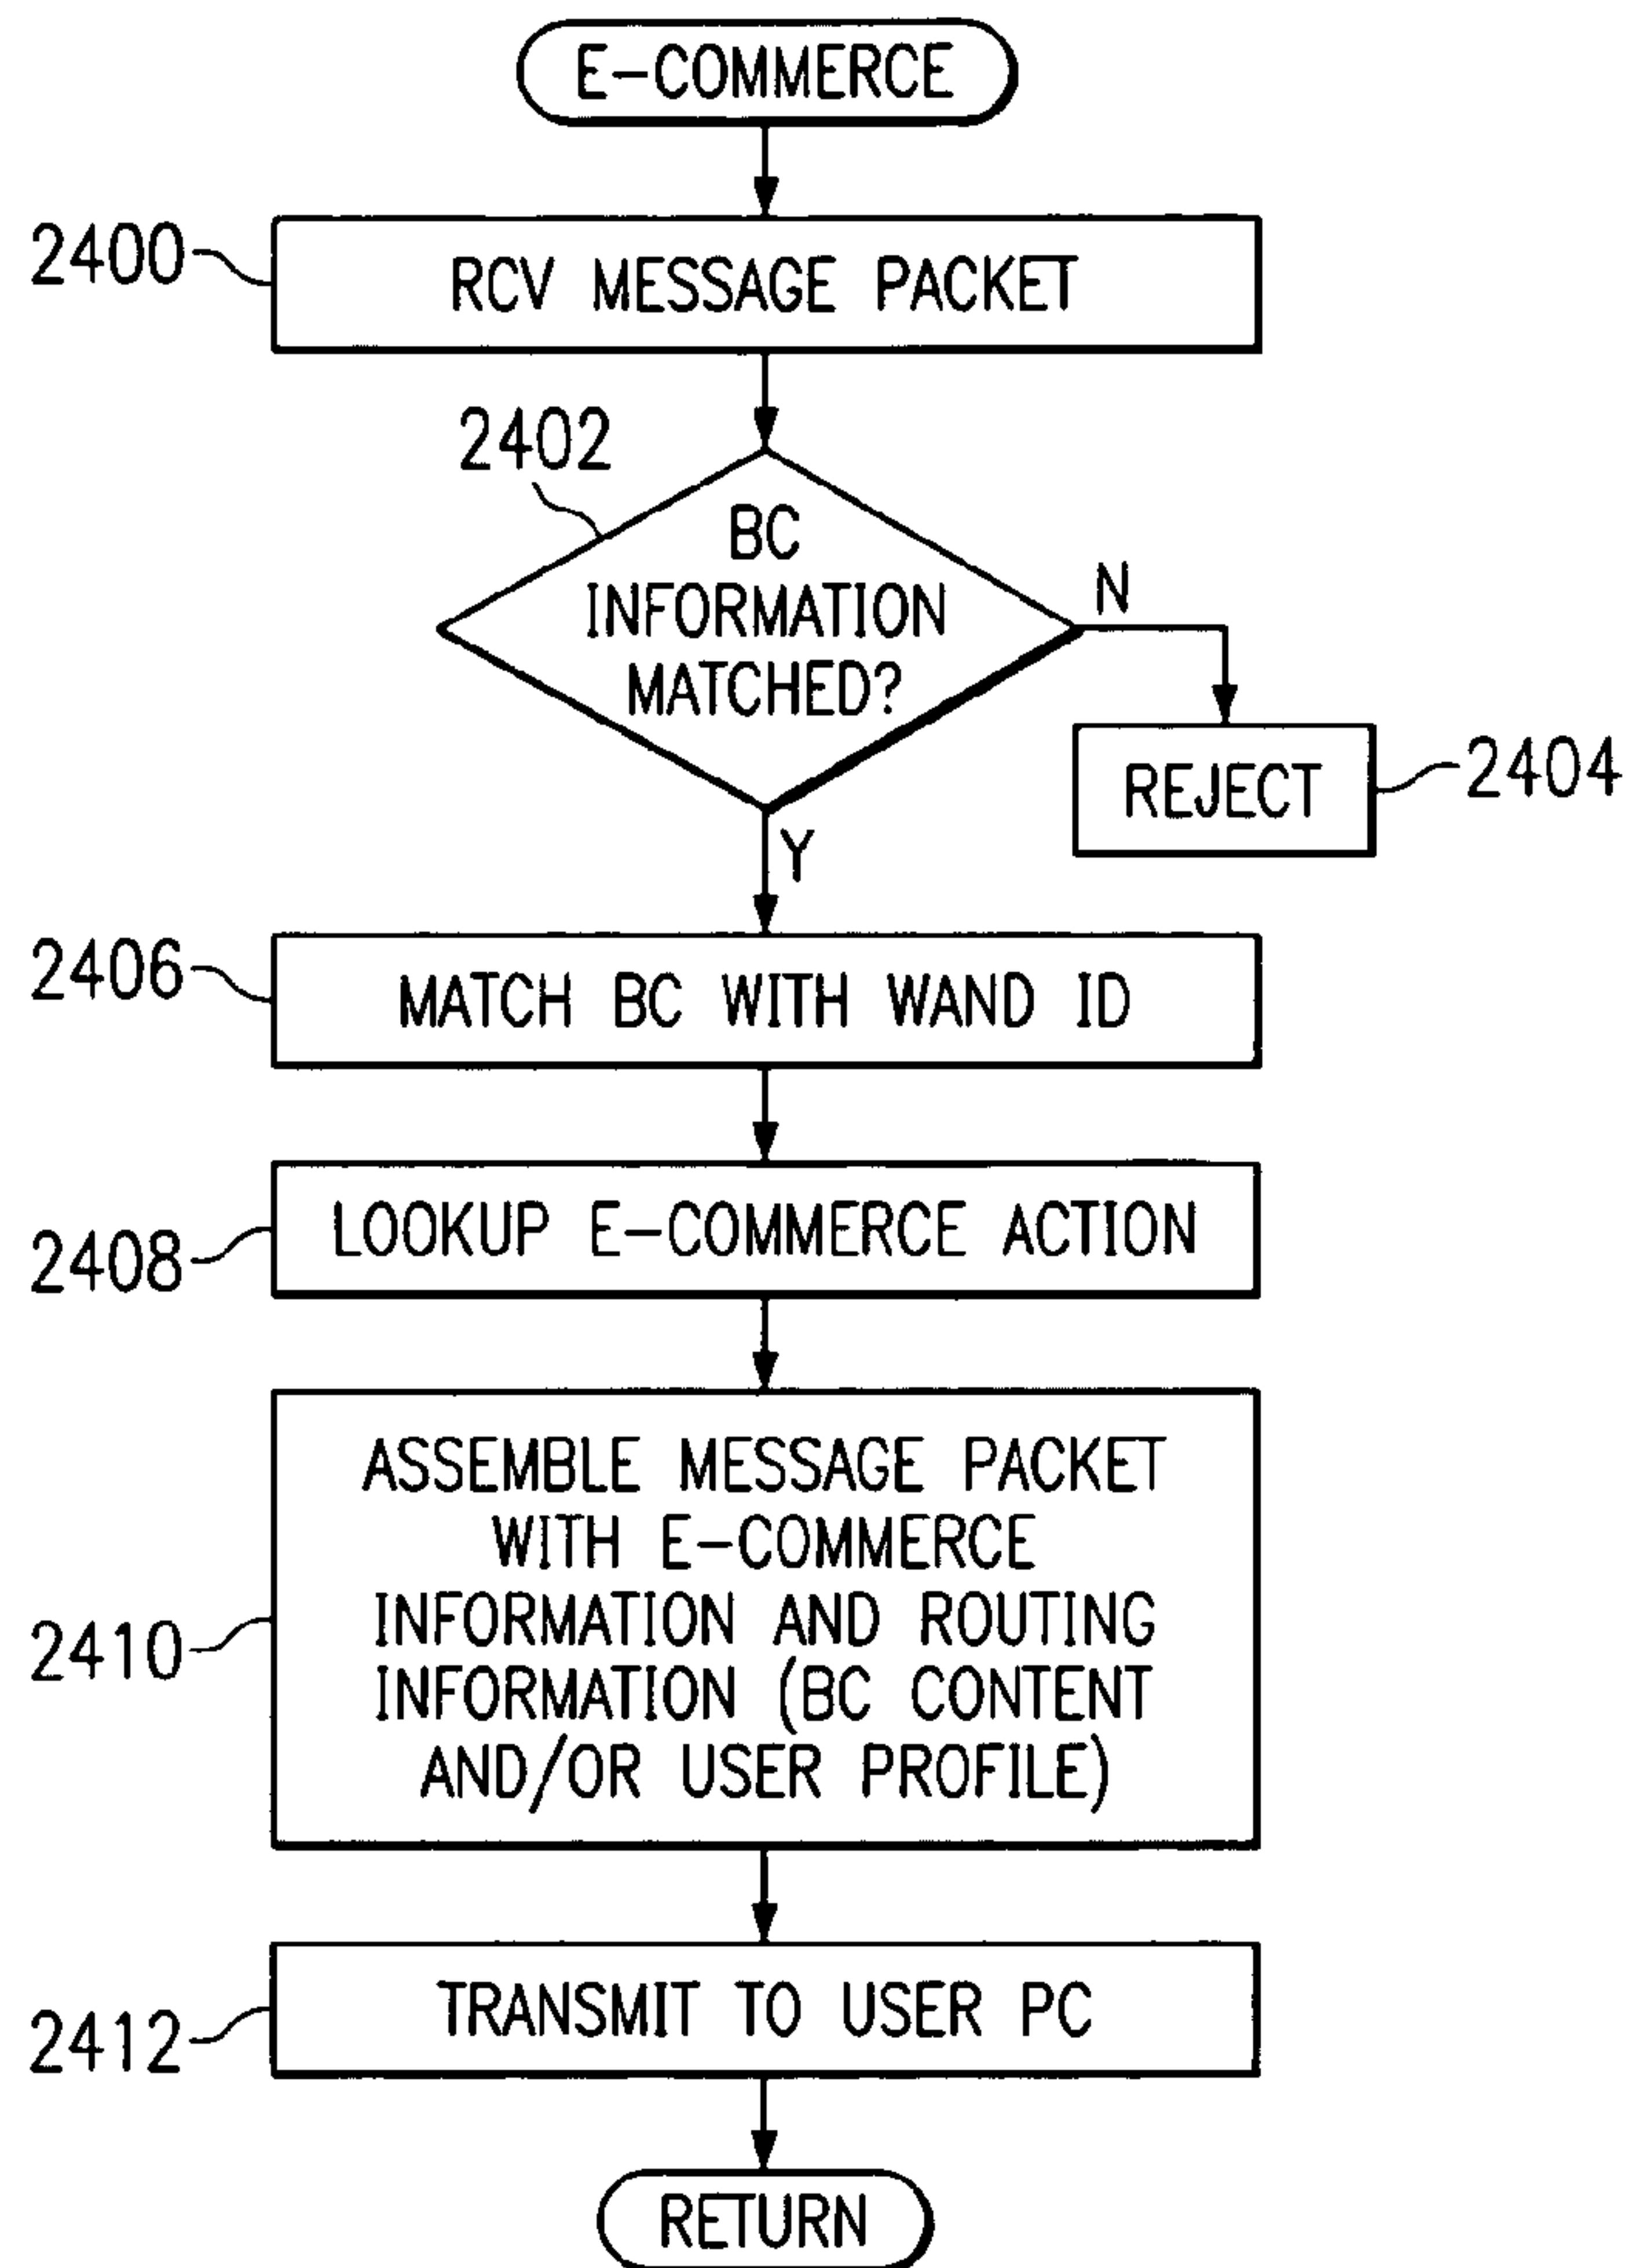 E-COMMERCE
2400
RCV MESSAGE PACKET
2402
BC
INFORMATION
MATCHED?
N
REJECT
2404
Y
2406
MATCH BC WITH WAND ID
2408
LOOKUP E-COMMERCE ACTION
2410
ASSEMBLE MESSAGE PACKET
WITH E-COMMERCE
INFORMATION AND ROUTING
INFORMATION (BC CONTENT
AND/OR USER PROFILE)
2412
TRANSMIT TO USER PC
RETURN